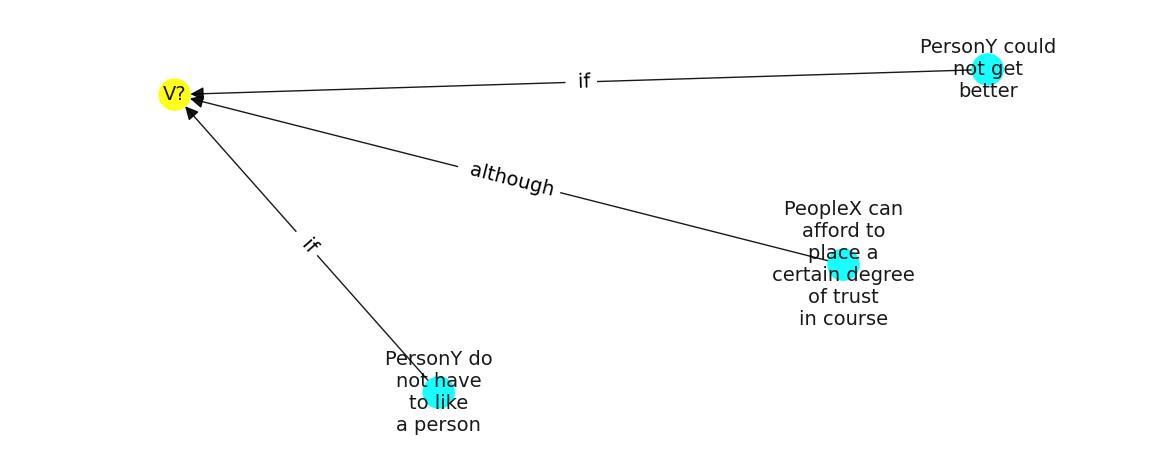 PersonY could
not get
better
if
V?
although
PeopleX can
afford to
place a
certain degree
of trust
in course
if
PersonY do
not have
to like
a person